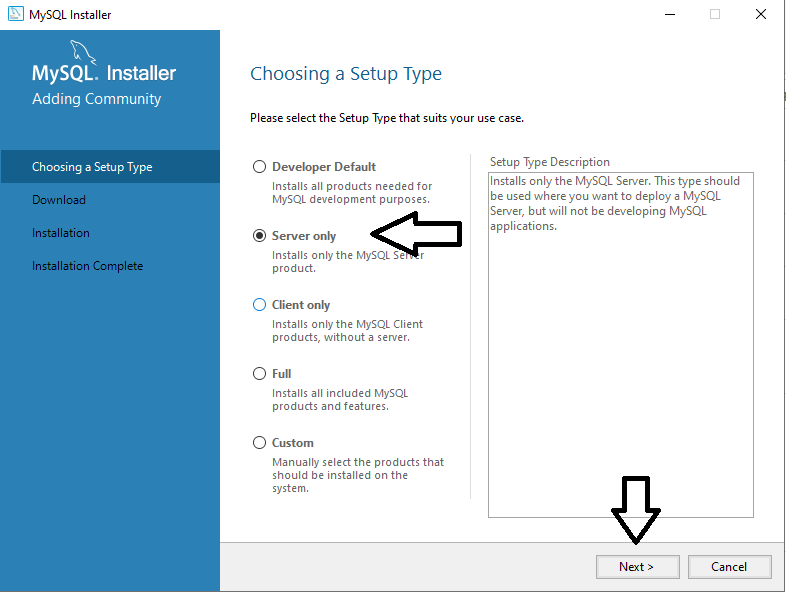 MySQL Installer
MySQL. Installer
Adding Community
Choosing a Setup Type
Download
Installation
Installation Complete
Choosing a Setup Type
Please select the Setup Type that suits your use case.
Developer Default
Installs all products needed for
MySQL development purposes.
Server only
Installs only the MySQL Server
product.
Client only
Installs only the MySQL Client
products, without a server.
Full
Installs all included MySQL
products and features.
Custom
Manually select the products that
should be installed on the
system.
Setup Type Description
Installs only the MySQL Server. This type should
be used where you want to deploy a MySQL
Server, but will not be developing MySQL
applications.
Next >
Cancel